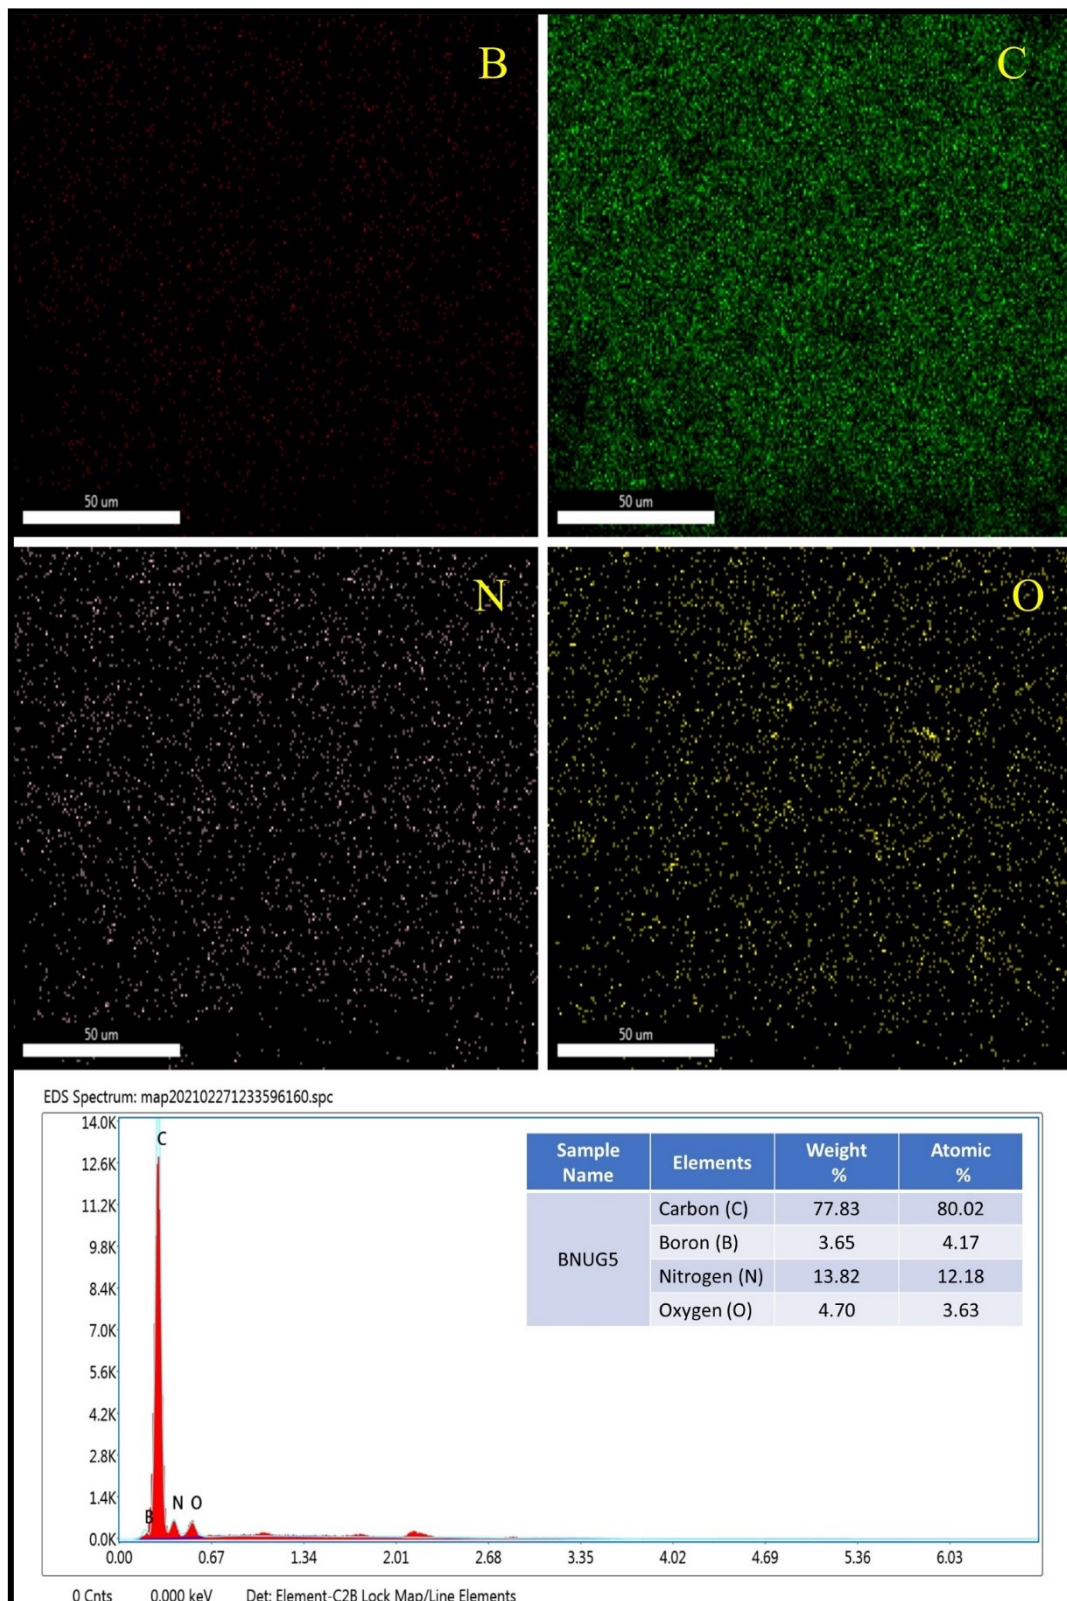 B
C
50 um
50 um
N
O
50 um
50 um
EDS Spectrum: map202102271233596160.spc
14.0K
12.6K
11.2K
9.8K
8.4K
7.0K
5.6K
4.2K
2.8K
1.4K
0.0K
C
B
N
O
0.00 0.67 1.34 2.01 2.68 3.35 4.02 4.69 5.36 6.03
Sample Name Elements Weight % Atomic %
BNUG5
Carbon (C) 77.83 80.02
Boron (B) 3.65 4.17
Nitrogen (N) 13.82 12.18
Oxygen (O) 4.70 3.63
0 Cnts 0.000 keV Det: Element-C2B Lock Map/Line Elements